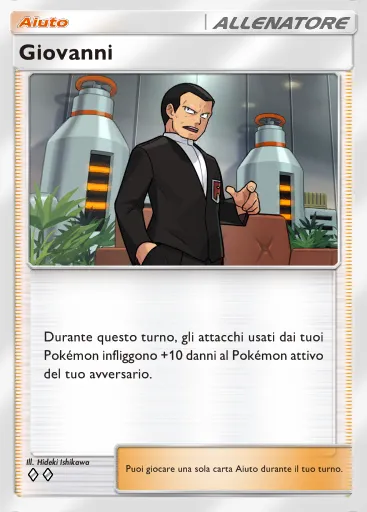 Aiuto
ALLENATORE
Giovanni
Durante questo turno, gli attacchi usati dai tuoi
Pokémon infliggono +10 danni al Pokémon attivo
del tuo avversario.
Ill. Hideki Ishikawa
Puoi giocare una sola carta Aiuto durante il tuo turno.